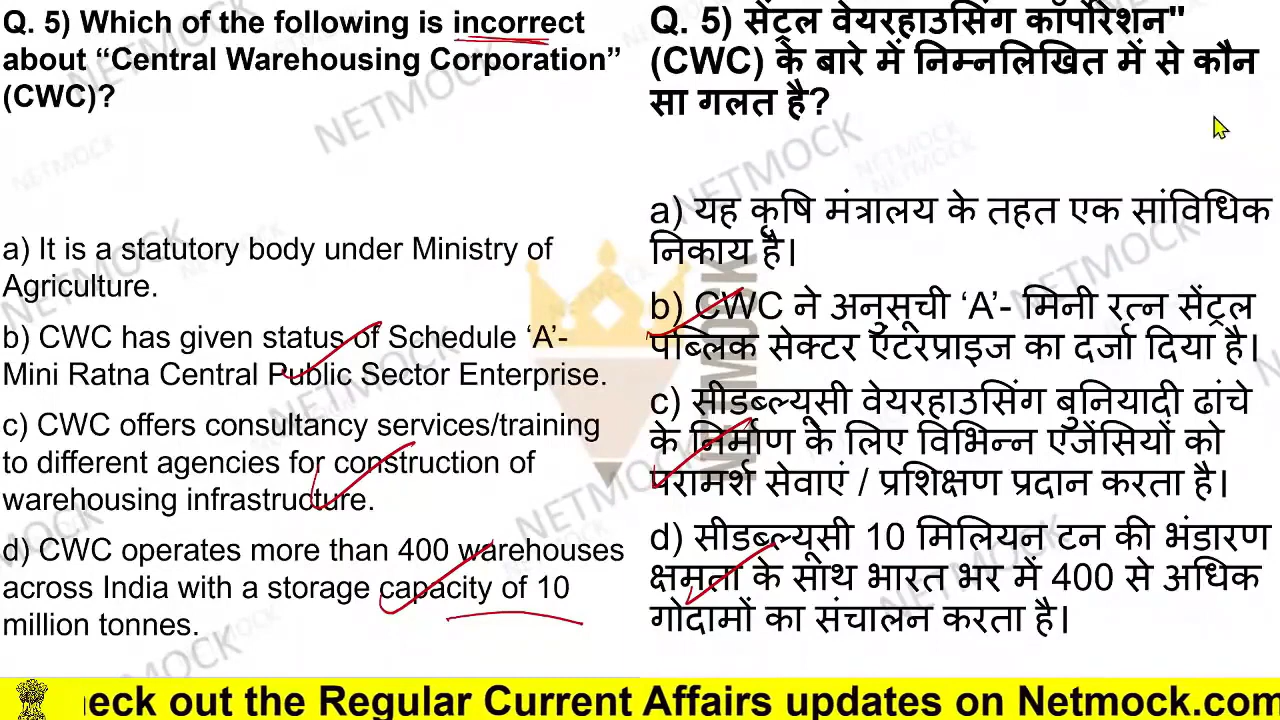 Q. 5) Which of the following is incorrect
about “Central Warehousing Corporation”
(CWC)?
a) It is a statutory body under Ministry of
Agriculture.
b) CWC has given status of Schedule ‘A’-
Mini Ratna Central Public Sector Enterprise.
c) CWC offers consultancy services/training
to different agencies for construction of
warehousing infrastructure.
d) CWC operates more than 400 warehouses
across India with a storage capacity of 10
million tonnes.
Q. 5) सेंट्रल वेयरहाउसिंग कॉर्पोरेशन"
(CWC) के बारे में निम्नलिखित में से कौन
सा गलत है?
a) यह कृषि मंत्रालय के तहत एक सांविधिक
निकाय है।
b) CWC ने अनुसूची ‘A’- मिनी रत्न सेंट्रल
पब्लिक सेक्टर एंटरप्राइज का दर्जा दिया है।
c) सीडब्ल्यूसी वेयरहाउसिंग बुनियादी ढांचे
के निर्माण के लिए विभिन्न एजेंसियों को
परामर्श सेवाएं / प्रशिक्षण प्रदान करता है।
d) सीडब्ल्यूसी 10 मिलियन टन की भंडारण
क्षमता के साथ भारत भर में 400 से अधिक
गोदामों का संचालन करता है।
NETMOCK
eck out the Regular Current Affairs updates on Netmock.com